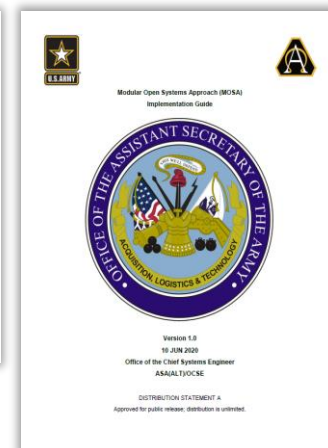 U.S. ARMY
Modular Open Systems Approach (MOSA)
Implementation Guide
OFFICE OF THE ASSISTANT SECRETARY OF THE ARMY
ACQUISITION, LOGISTICS & TECHNOLOGY
Version 1.0
10 JUN 2020
Office of the Chief Systems Engineer
ASA(ALT)/OCSE
DISTRIBUTION STATEMENT A
Approved for public release; distribution is unlimited.